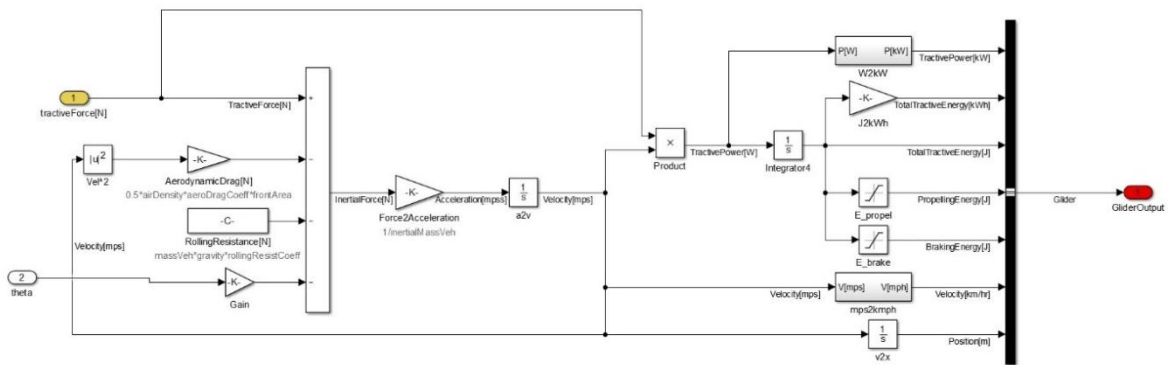 1
tractiveForce[N]
TractiveForce[N]
|u|²
Vel^2
-K-
AerodynamicDrag[N]
0.5*airDensity*aeroDragCoeff*frontArea
-C-
RollingResistance[N]
massVeh*gravity*rollingResistCoeff
Velocity[mps]
2
theta
-K-
Gain
+
−
−
−
InertialForce[N]
-K-
Force2Acceleration
1/inertialMassVeh
Acceleration[mpss]
1
s
a2v
Velocity[mps]
×
Product
TractivePower[W]
1
s
Integrator4
P[W] P[kW]
W2kW
TractivePower[kW]
-K-
J2kWh
TotalTractiveEnergy[kWh]
TotalTractiveEnergy[J]
E_propel
PropellingEnergy[J]
E_brake
BrakingEnergy[J]
Velocity[mps]
V[mps] V[mph]
mps2kmph
Velocity[km/hr]
1
s
v2x
Position[m]
Glider
GliderOutput